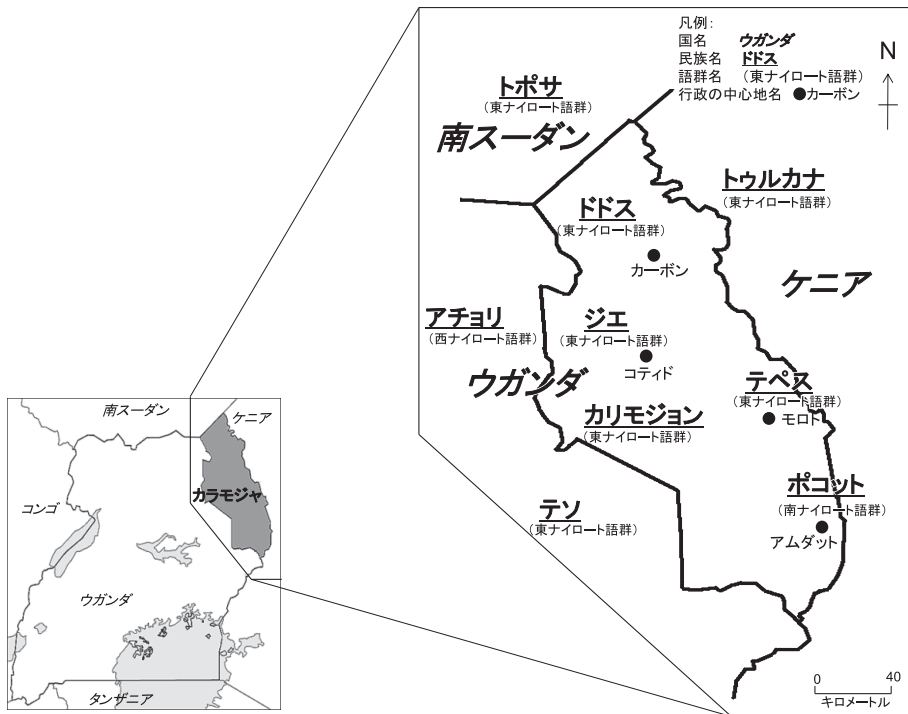 凡例:
国名 ウガンダ
民族名 ドドス
語群名 （東ナイロート語群）
行政の中心地名 ●カーボン
N
トポサ
（東ナイロート語群）
南スーダン
トゥルカナ
（東ナイロート語群）
ドドス
（東ナイロート語群）
カーボン
ケニア
アチョリ
（西ナイロート語群）
ジエ
（東ナイロート語群）
コティド
ウガンダ
テペス
（東ナイロート語群）
モロト
カリモジョン
（東ナイロート語群）
ポコット
（南ナイロート語群）
アムダット
テソ
（東ナイロート語群）
0 40
キロメートル
南スーダン
ケニア
カラモジャ
コンゴ
ウガンダ
タンザニア